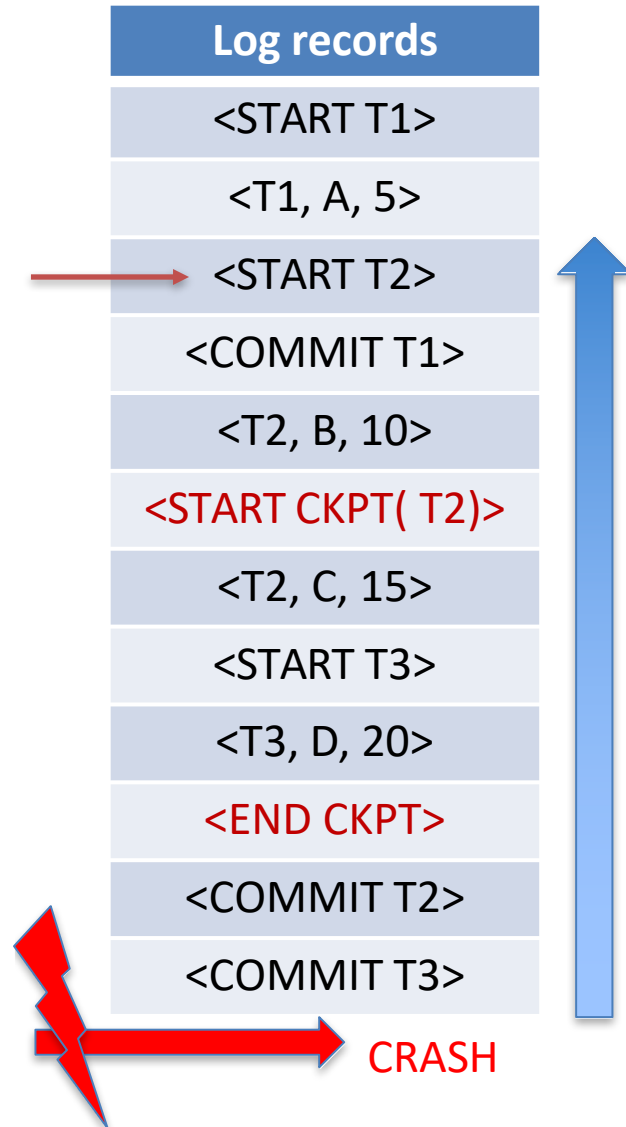 Log records
<START T1>
<T1, A, 5>
<START T2>
<COMMIT T1>
<T2, B, 10>
<START CKPT( T2)>
<T2, C, 15>
<START T3>
<T3, D, 20>
<END CKPT>
<COMMIT T2>
<COMMIT T3>
CRASH